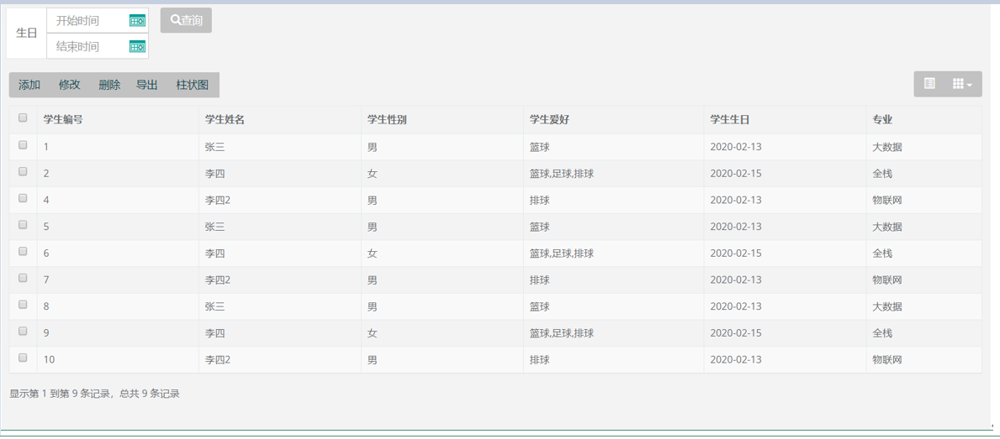 生日 开始时间 查询
结束时间
添加 修改 删除 导出 柱状图
学生编号 学生姓名 学生性别 学生爱好 学生生日 专业
1 张三 男 篮球 2020-02-13 大数据
2 李四 女 篮球,足球,排球 2020-02-15 全栈
4 李四2 男 排球 2020-02-13 物联网
5 张三 男 篮球 2020-02-13 大数据
6 李四 女 篮球,足球,排球 2020-02-15 全栈
7 李四2 男 排球 2020-02-13 物联网
8 张三 男 篮球 2020-02-13 大数据
9 李四 女 篮球,足球,排球 2020-02-15 全栈
10 李四2 男 排球 2020-02-13 物联网
显示第 1 到第 9 条记录，总共 9 条记录